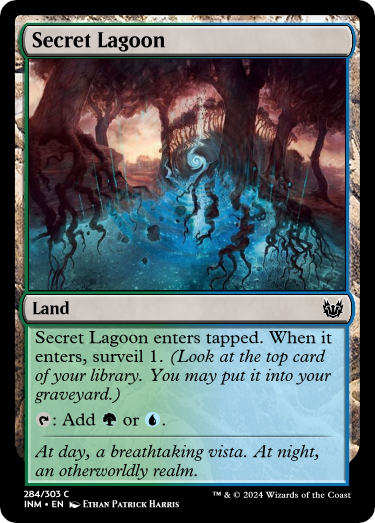 Secret Lagoon
Land
Secret Lagoon enters tapped. When it
enters, surveil 1. (Look at the top card
of your library. You may put it into your
graveyard.)
: Add or .
At day, a breathtaking vista. At night,
an otherworldly realm.
284/303 C
INM • EN Ethan Patrick Harris
™ & © 2024 Wizards of the Coast